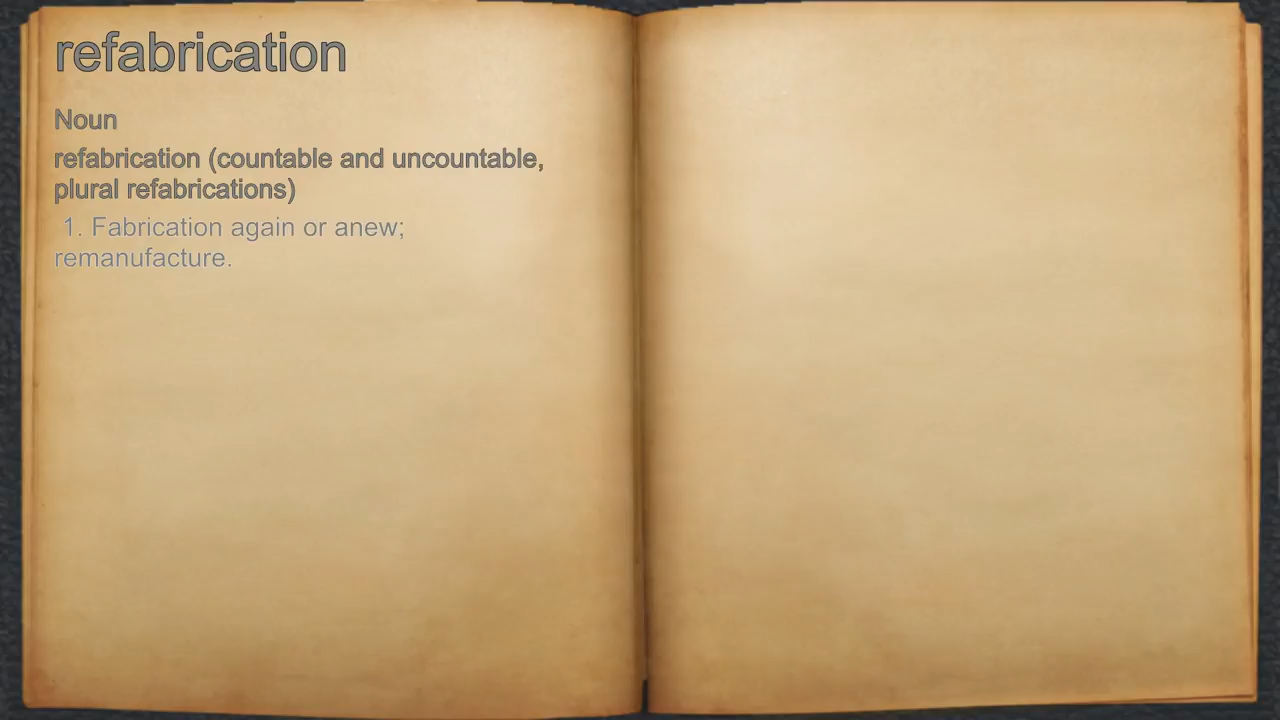 refabrication
Noun
refabrication (countable and uncountable,
plural refabrications)
1. Fabrication again or anew;
remanufacture.